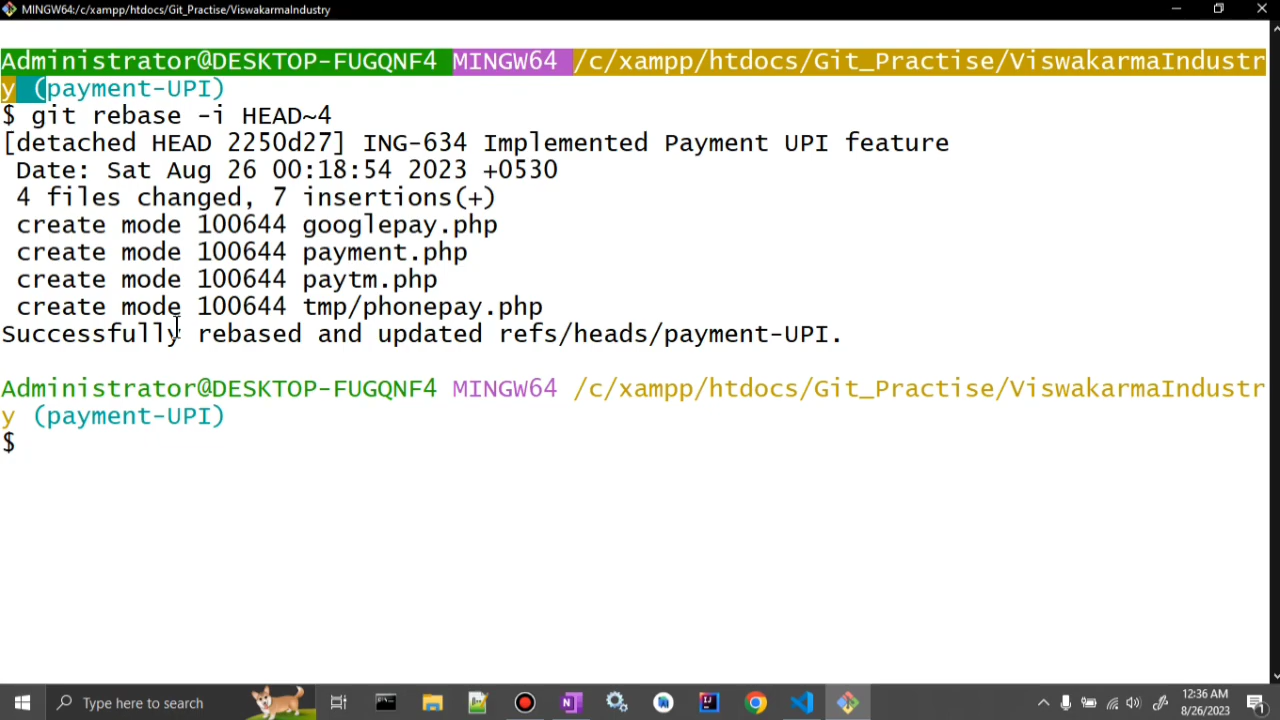 MINGW64:/c/xampp/htdocs/Git_Practise/ViswakarmaIndustry
Administrator@DESKTOP-FUGQNF4 MINGW64 /c/xampp/htdocs/Git_Practise/ViswakarmaIndustr
y (payment-UPI)
$ git rebase -i HEAD~4
[detached HEAD 2250d27] ING-634 Implemented Payment UPI feature
 Date: Sat Aug 26 00:18:54 2023 +0530
 4 files changed, 7 insertions(+)
 create mode 100644 googlepay.php
 create mode 100644 payment.php
 create mode 100644 paytm.php
 create mode 100644 tmp/phonepay.php
Successfully rebased and updated refs/heads/payment-UPI.
Administrator@DESKTOP-FUGQNF4 MINGW64 /c/xampp/htdocs/Git_Practise/ViswakarmaIndustr
y (payment-UPI)
$
Type here to search
12:36 AM
8/26/2023